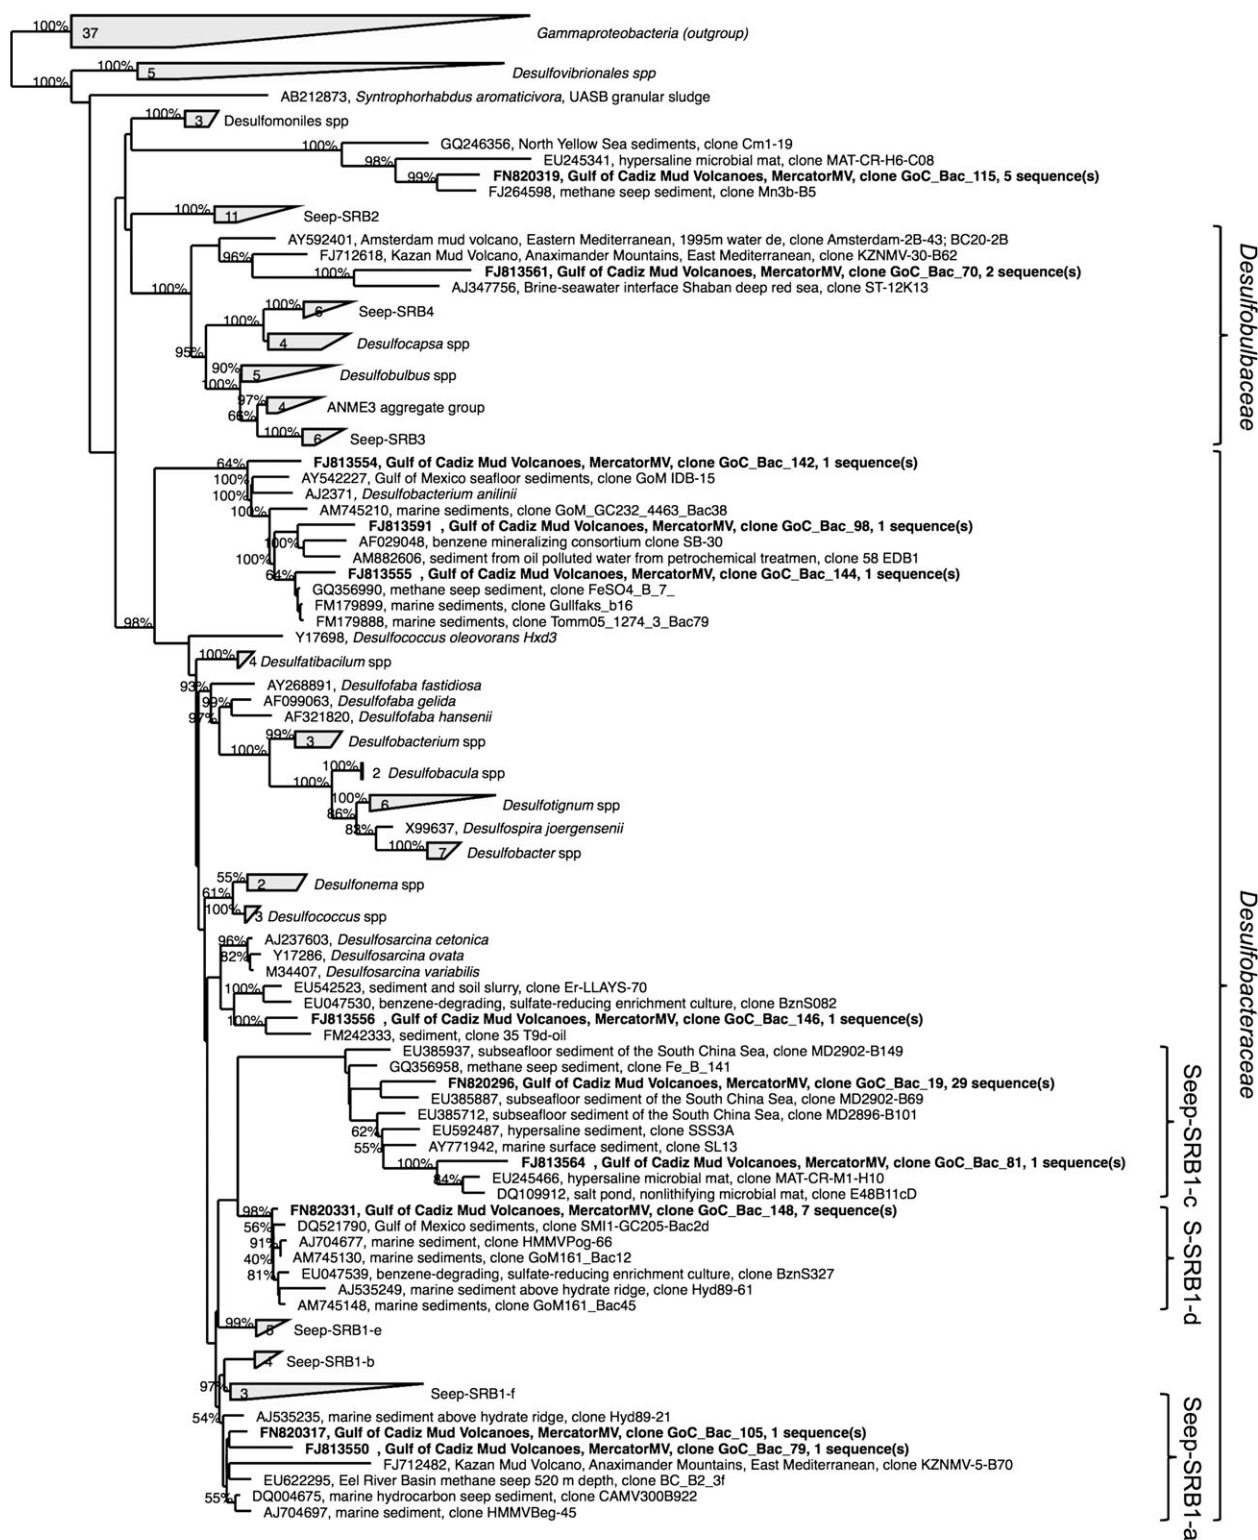 100% 37 Gammaproteobacteria (outgroup)
100% 100% 5 Desulfovibrionales spp
AB212873, Syntrophorhabdus aromaticivora, UASB granular sludge
100% 3 Desulfomoniles spp
100% GQ246356, North Yellow Sea sediments, clone Cm1-19
98% EU245341, hypersaline microbial mat, clone MAT-CR-H6-C08
99% FN820319, Gulf of Cadiz Mud Volcanoes, MercatorMV, clone GoC_Bac_115, 5 sequence(s)
FJ264598, methane seep sediment, clone Mn3b-B5
100% 11 Seep-SRB2
AY592401, Amsterdam mud volcano, Eastern Mediterranean, 1995m water de, clone Amsterdam-2B-43; BC20-2B
96% FJ712618, Kazan Mud Volcano, Anaximander Mountains, East Mediterranean, clone KZNMV-30-B62
100% FJ813561, Gulf of Cadiz Mud Volcanoes, MercatorMV, clone GoC_Bac_70, 2 sequence(s)
100% AJ347756, Brine-seawater interface Shaban deep red sea, clone ST-12K13
100% 6 Seep-SRB4
100% 4 Desulfocapsa spp
95%
90% 5 Desulfobulbus spp
100%
97% 4 ANME3 aggregate group
66%
100% 6 Seep-SRB3
Desulfobulbaceae
64% FJ813554, Gulf of Cadiz Mud Volcanoes, MercatorMV, clone GoC_Bac_142, 1 sequence(s)
100% AY542227, Gulf of Mexico seafloor sediments, clone GoM IDB-15
100% AJ2371, Desulfobacterium anilinii
100% AM745210, marine sediments, clone GoM_GC232_4463_Bac38
FJ813591 , Gulf of Cadiz Mud Volcanoes, MercatorMV, clone GoC_Bac_98, 1 sequence(s)
100% AF029048, benzene mineralizing consortium clone SB-30
100% AM882606, sediment from oil polluted water from petrochemical treatmen, clone 58 EDB1
64% FJ813555 , Gulf of Cadiz Mud Volcanoes, MercatorMV, clone GoC_Bac_144, 1 sequence(s)
GQ356990, methane seep sediment, clone FeSO4_B_7_
FM179899, marine sediments, clone Gullfaks_b16
98% FM179888, marine sediments, clone Tomm05_1274_3_Bac79
Y17698, Desulfococcus oleovorans Hxd3
100% 4 Desulfatibacilum spp
93% AY268891, Desulfofaba fastidiosa
99% AF099063, Desulfofaba gelida
97% AF321820, Desulfofaba hansenii
99% 3 Desulfobacterium spp
100%
100% 2 Desulfobacula spp
100%
100% 6 Desulfotignum spp
86%
83% X99637, Desulfospira joergensenii
100% 7 Desulfobacter spp
55% 2 Desulfonema spp
61%
100% 3 Desulfococcus spp
96% AJ237603, Desulfosarcina cetonica
82% Y17286, Desulfosarcina ovata
M34407, Desulfosarcina variabilis
100% EU542523, sediment and soil slurry, clone Er-LLAYS-70
EU047530, benzene-degrading, sulfate-reducing enrichment culture, clone BznS082
100% FJ813556 , Gulf of Cadiz Mud Volcanoes, MercatorMV, clone GoC_Bac_146, 1 sequence(s)
FM242333, sediment, clone 35 T9d-oil
EU385937, subseafloor sediment of the South China Sea, clone MD2902-B149
GQ356958, methane seep sediment, clone Fe_B_141
FN820296, Gulf of Cadiz Mud Volcanoes, MercatorMV, clone GoC_Bac_19, 29 sequence(s)
EU385887, subseafloor sediment of the South China Sea, clone MD2902-B69
EU385712, subseafloor sediment of the South China Sea, clone MD2896-B101
62% EU592487, hypersaline sediment, clone SSS3A
55% AY771942, marine surface sediment, clone SL13
100% FJ813564 , Gulf of Cadiz Mud Volcanoes, MercatorMV, clone GoC_Bac_81, 1 sequence(s)
84% EU245466, hypersaline microbial mat, clone MAT-CR-M1-H10
DQ109912, salt pond, nonlithifying microbial mat, clone E48B11cD
Seep-SRB1-c
98% FN820331, Gulf of Cadiz Mud Volcanoes, MercatorMV, clone GoC_Bac_148, 7 sequence(s)
56% DQ521790, Gulf of Mexico sediments, clone SMI1-GC205-Bac2d
91% AJ704677, marine sediment, clone HMMVPog-66
40% AM745130, marine sediments, clone GoM161_Bac12
81% EU047539, benzene-degrading, sulfate-reducing enrichment culture, clone BznS327
AJ535249, marine sediment above hydrate ridge, clone Hyd89-61
AM745148, marine sediments, clone GoM161_Bac45
S-SRB1-d
99% 5 Seep-SRB1-e
4 Seep-SRB1-b
97% 3 Seep-SRB1-f
54% AJ535235, marine sediment above hydrate ridge, clone Hyd89-21
FN820317, Gulf of Cadiz Mud Volcanoes, MercatorMV, clone GoC_Bac_105, 1 sequence(s)
FJ813550 , Gulf of Cadiz Mud Volcanoes, MercatorMV, clone GoC_Bac_79, 1 sequence(s)
FJ712482, Kazan Mud Volcano, Anaximander Mountains, East Mediterranean, clone KZNMV-5-B70
EU622295, Eel River Basin methane seep 520 m depth, clone BC_B2_3f
55% DQ004675, marine hydrocarbon seep sediment, clone CAMV300B922
AJ704697, marine sediment, clone HMMVBeg-45
Seep-SRB1-a
Desulfobacteraceae